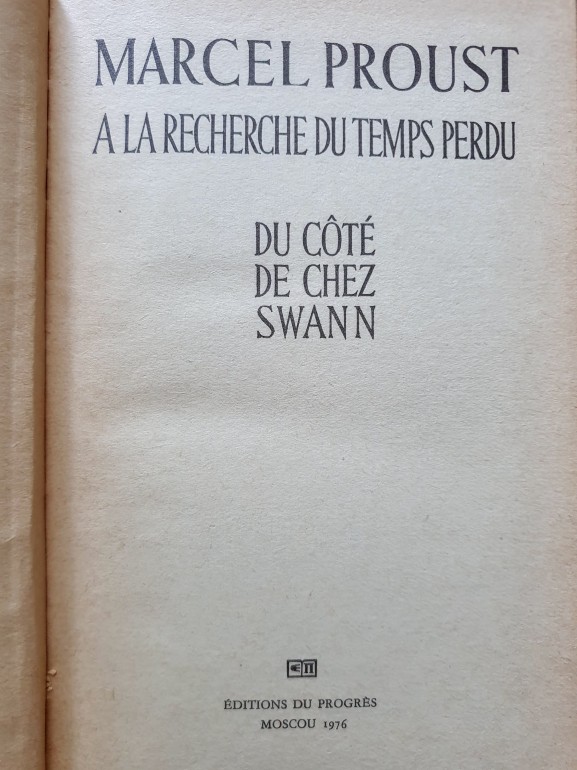 MARCEL PROUST
A LA RECHERCHE DU TEMPS PERDU
DU CÔTÉ
DE CHEZ
SWANN
ÉDITIONS DU PROGRÈS
MOSCOU 1976